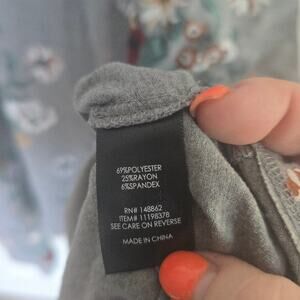 69%POLYESTER
25%RAYON
6%SPANDEX
RN# 148862
ITEM# 11198378
SEE CARE ON REVERSE
MADE IN CHINA